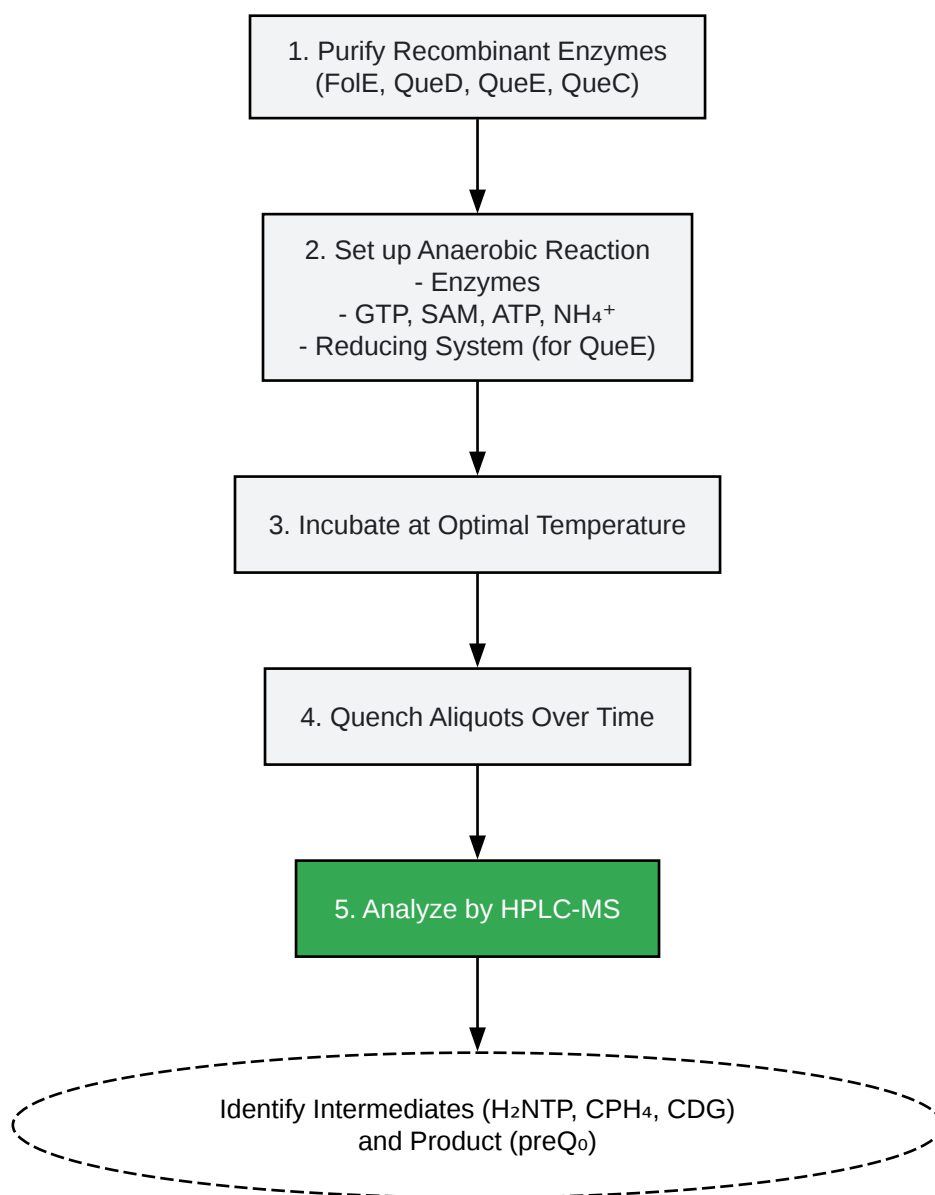 1. Purify Recombinant Enzymes
(FolE, QueD, QueE, QueC)
2. Set up Anaerobic Reaction
- Enzymes
- GTP, SAM, ATP, NH₄⁺
- Reducing System (for QueE)
3. Incubate at Optimal Temperature
4. Quench Aliquots Over Time
5. Analyze by HPLC-MS
Identify Intermediates (H₂NTP, CPH₄, CDG)
and Product (preQ₀)